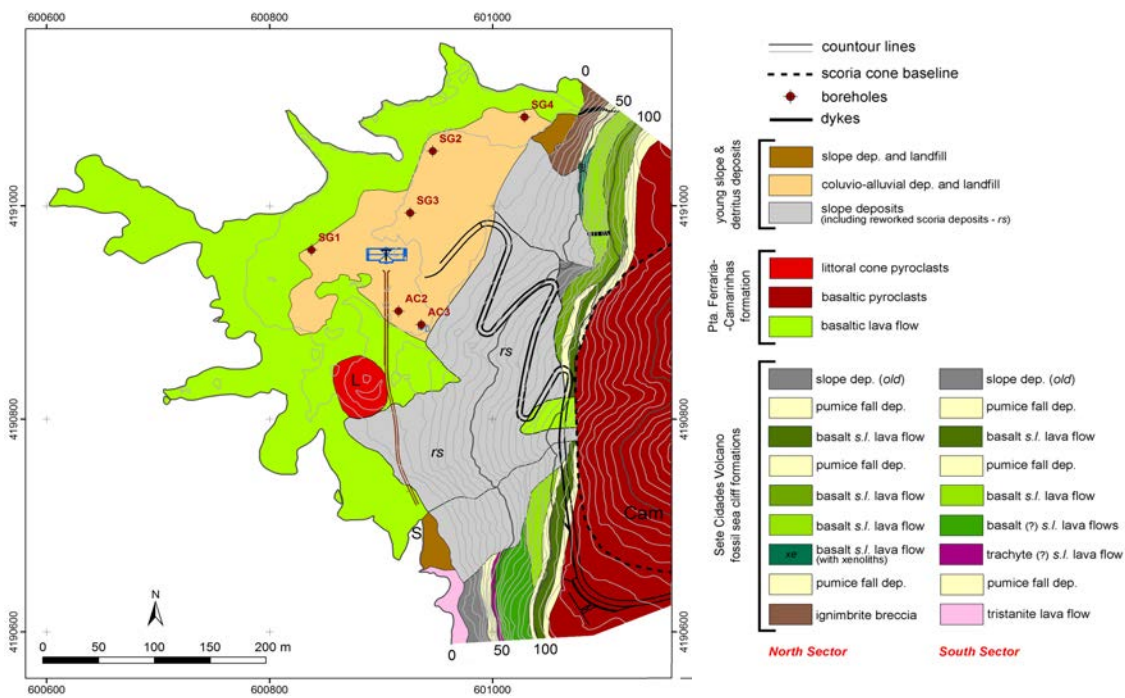 600600
600800
601000
4191000
4190800
4190600
4191000
4190800
4190600
0
50
100
SG4
SG2
SG3
SG1
AC2
AC3
L
rs
rs
Cam
S
N
0 50 100 150 200 m
0
50
100
600600
600800
601000
countour lines
scoria cone baseline
boreholes
dykes
young slope &
detritus deposits
slope dep. and landfill
coluvio-alluvial dep. and landfill
slope deposits
(including reworked scoria deposits - rs)
Pta. Ferraria-
-Camarinhas
formation
littoral cone pyroclasts
basaltic pyroclasts
basaltic lava flow
Sete Cidades Volcano
fossil sea cliff formations
slope dep. (old)
pumice fall dep.
basalt s.l. lava flow
pumice fall dep.
basalt s.l. lava flow
basalt s.l. lava flow
xe
basalt s.l. lava flow
(with xenoliths)
pumice fall dep.
ignimbrite breccia
North Sector
slope dep. (old)
pumice fall dep.
basalt s.l. lava flow
pumice fall dep.
basalt s.l. lava flow
basalt (?) s.l. lava flows
trachyte (?) s.l. lava flow
pumice fall dep.
tristanite lava flow
South Sector